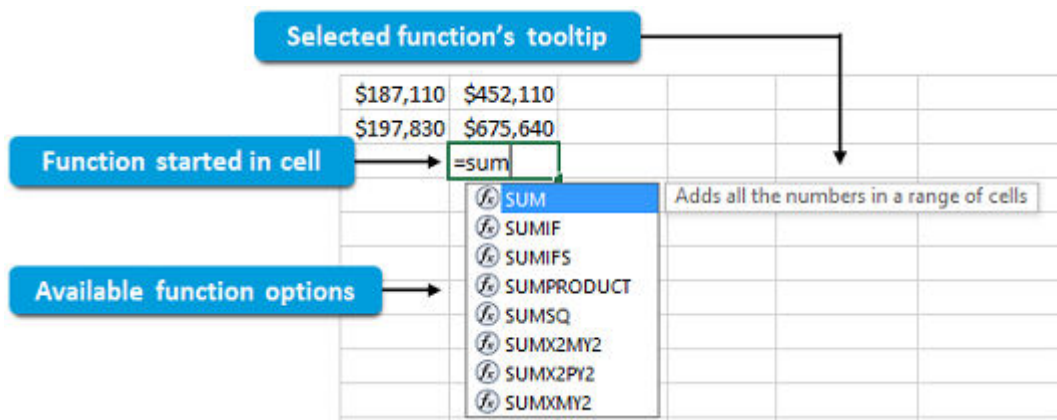 Selected function's tooltip
$187,110 $452,110
$197,830 $675,640
Function started in cell
=sum
SUM
Adds all the numbers in a range of cells
SUMIF
SUMIFS
Available function options
SUMPRODUCT
SUMSQ
SUMX2MY2
SUMX2PY2
SUMXMY2